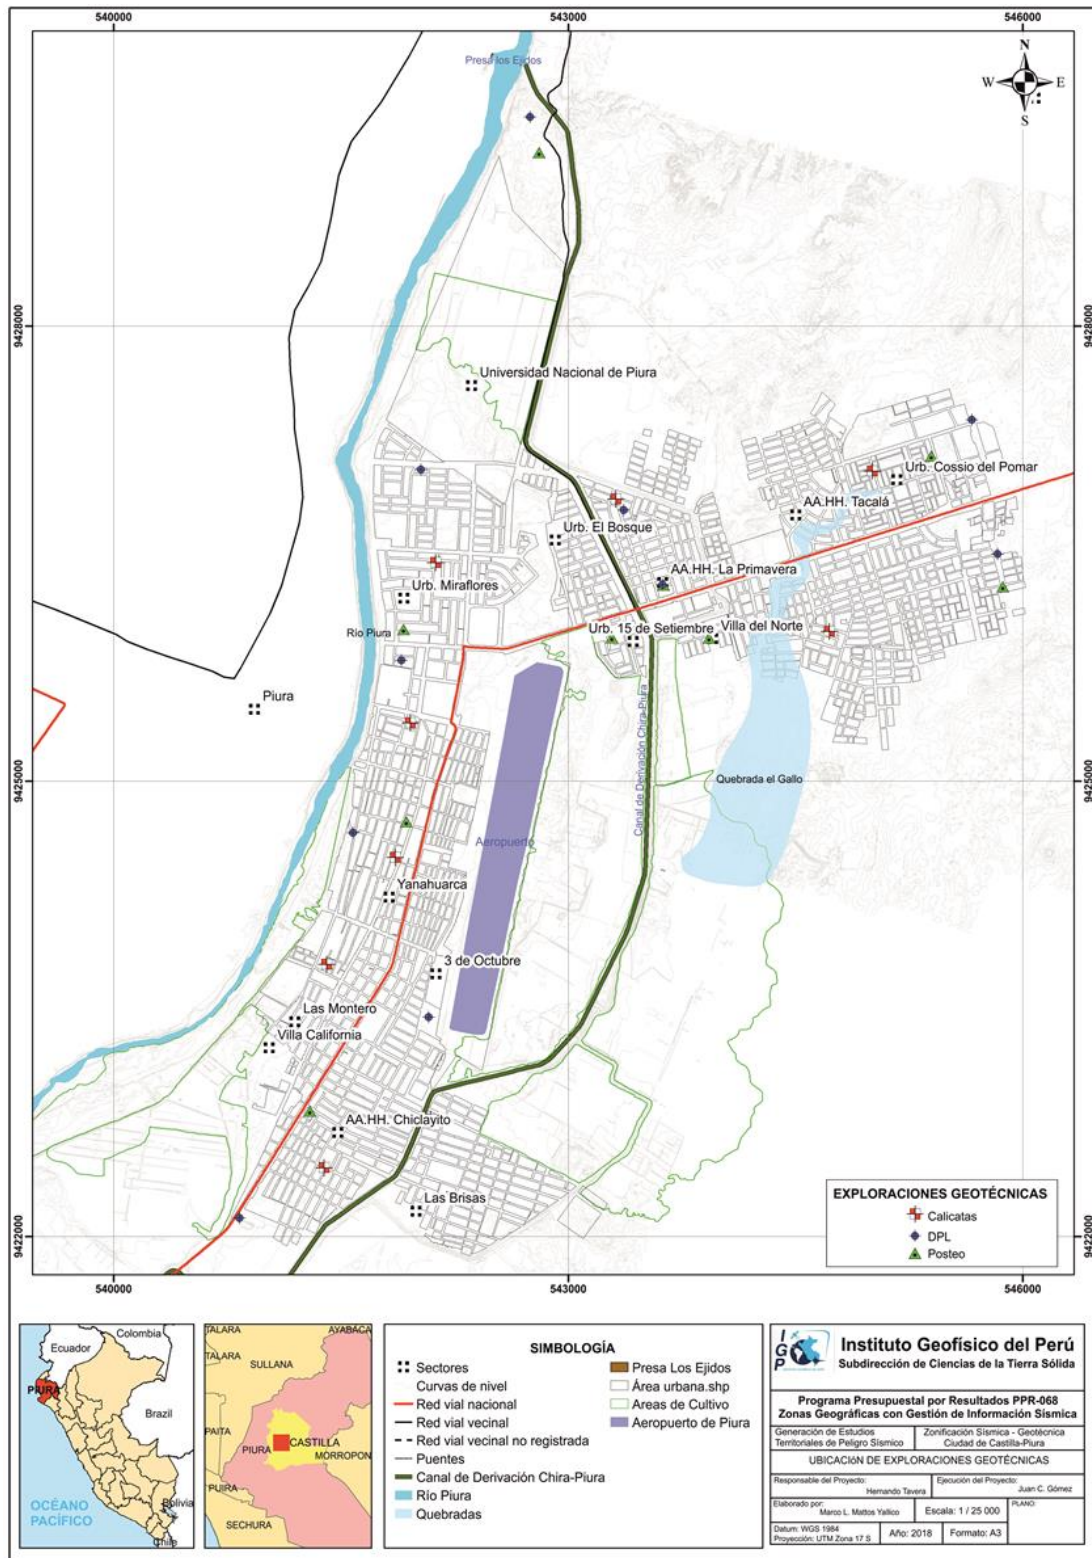 540000
543000
546000
Presa los Ejidos
N
W
E
S
9428000
9428000
Universidad Nacional de Piura
Urb. Cossio del Pomar
AA.HH. Tacalá
Urb. El Bosque
AA.HH. La Primavera
Urb. Miraflores
Urb. 15 de Setiembre
Villa del Norte
Río Piura
Piura
Canal de Derivación Chira-Piura
Quebrada el Gallo
9425000
9425000
Aeropuerto
Yanahuarca
3 de Octubre
Las Montero
Villa California
AA.HH. Chiclayito
Las Brisas
EXPLORACIONES GEOTÉCNICAS
Calicatas
DPL
Posteo
9422000
9422000
540000
543000
546000
Colombia
Ecuador
PIURA
Brazil
OCÉANO
PACÍFICO
Bolivia
Chile
TALARA
AYABACA
TALARA
SULLANA
PAITA
PIURA
CASTILLA
MORROPON
PUIRA
SECHURA
SIMBOLOGÍA
Sectores
Curvas de nivel
Red vial nacional
Red vial vecinal
Red vial vecinal no registrada
Puentes
Canal de Derivación Chira-Piura
Río Piura
Quebradas
Presa Los Ejidos
Área urbana.shp
Areas de Cultivo
Aeropuerto de Piura
IGP
Instituto Geofísico del Perú
Subdirección de Ciencias de la Tierra Sólida
Programa Presupuestal por Resultados PPR-068
Zonas Geográficas con Gestión de Información Sísmica
Generación de Estudios
Territoriales de Peligro Sísmico
Zonificación Sísmica - Geotécnica
Ciudad de Castilla-Piura
UBICACIÓN DE EXPLORACIONES GEOTÉCNICAS
Responsable del Proyecto:
Hernando Tavera
Ejecución del Proyecto:
Juan C. Gómez
Elaborado por:
Marco L. Mattos Yallico
Escala: 1 / 25 000
PLANO:
Datum: WGS 1984
Proyección: UTM Zona 17 S
Año: 2018
Formato: A3